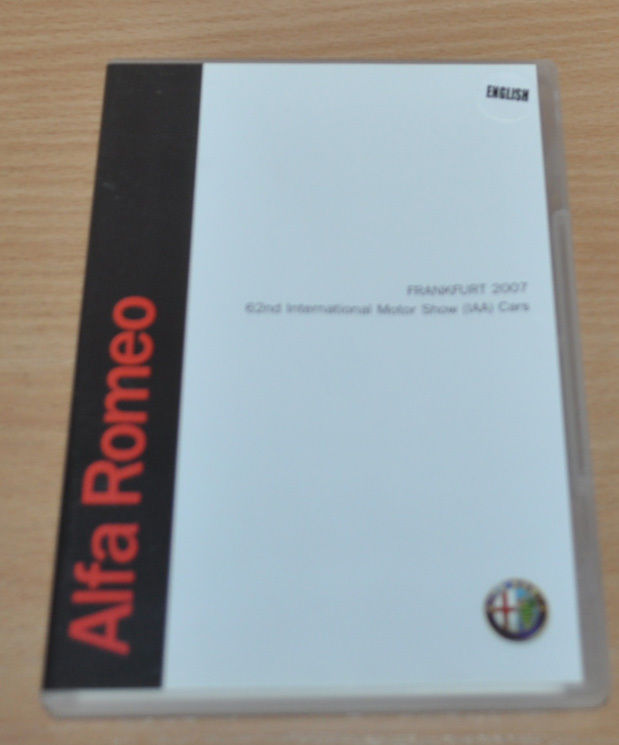 ENGLISH
FRANKFURT 2007
62nd International Motor Show (IAA) Cars
Alfa Romeo